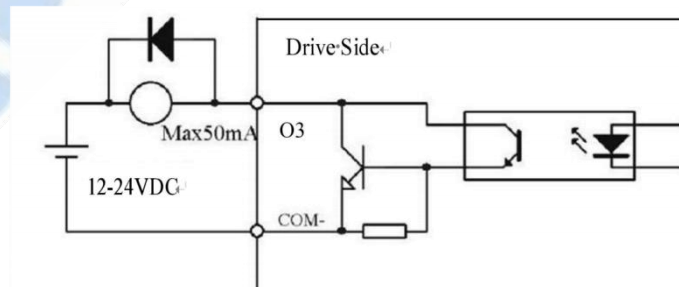 Drive Side
Max50mA
O3
12-24VDC
COM-